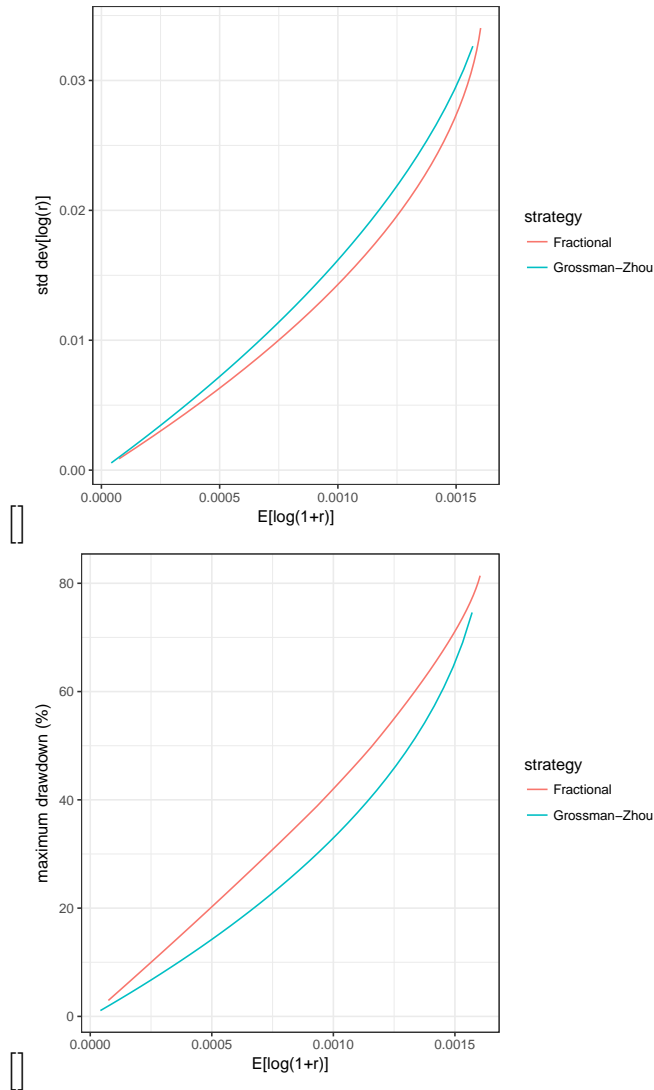 0.03
0.02
0.01
0.00
std dev[log(r)]
0.0000 0.0005 0.0010 0.0015
E[log(1+r)]
strategy
Fractional
Grossman−Zhou
[]
80
60
40
20
0
maximum drawdown (%)
0.0000 0.0005 0.0010 0.0015
E[log(1+r)]
strategy
Fractional
Grossman−Zhou
[]